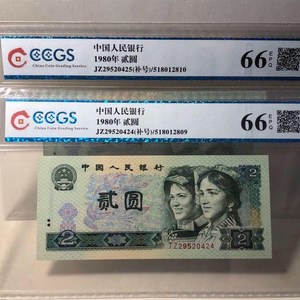 CCGS
China Coin Grading Service
中国人民银行
1980年 贰圆
JZ29520425(补号)/518012810
66 EPQ
CCGS
China Coin Grading Service
中国人民银行
1980年 贰圆
JZ29520424(补号)/518012809
66 EPQ
中国人民银行
贰圆
2
2
JZ29520424